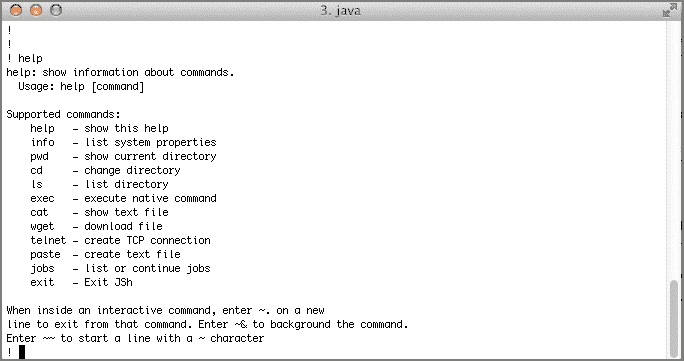 3. java
!
!
! help
help: show information about commands.
  Usage: help [command]

Supported commands:
    help   - show this help
    info   - list system properties
    pwd    - show current directory
    cd     - change directory
    ls     - list directory
    exec   - execute native command
    cat    - show text file
    wget   - download file
    telnet - create TCP connection
    paste  - create text file
    jobs   - list or continue jobs
    exit   - Exit JSh

When inside an interactive command, enter ~. on a new
line to exit from that command. Enter ~& to background the command.
Enter ~~ to start a line with a ~ character
!